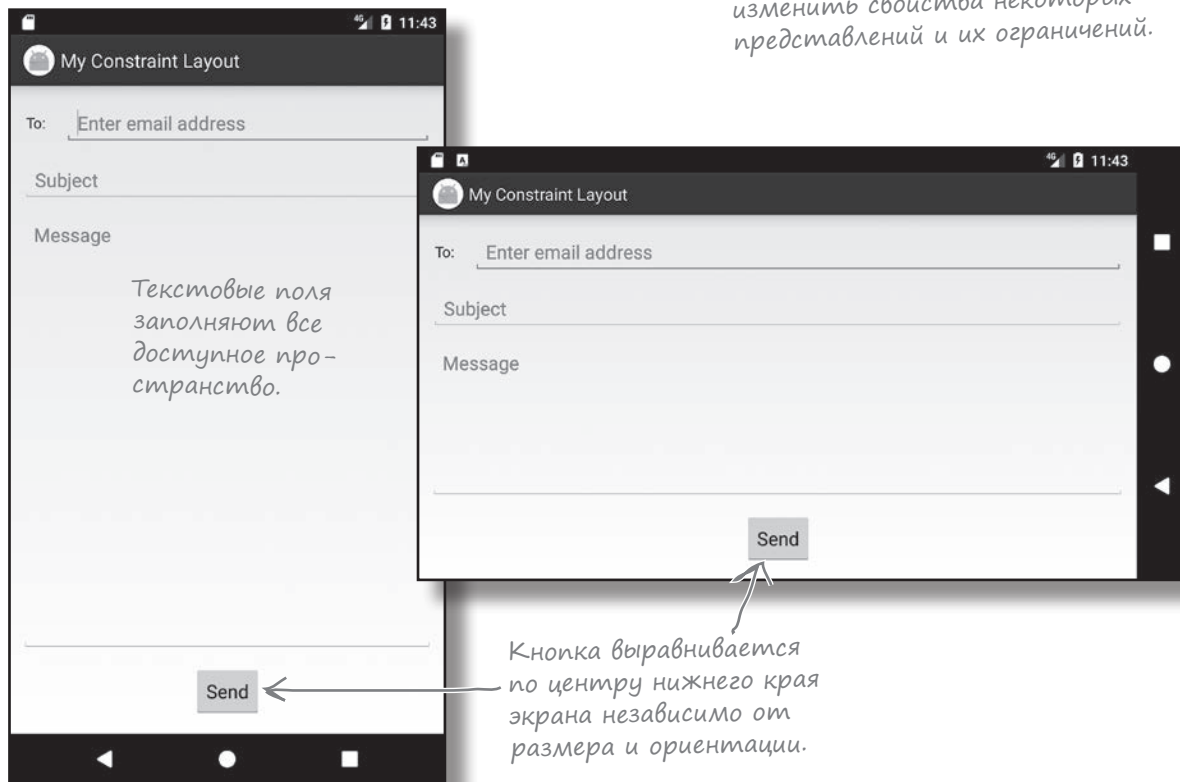 изменить свойства некоторых
представлений и их ограничений.
4G 11:43
My Constraint Layout
To: Enter email address
Subject
Message
Текстовые поля
заполняют все
доступное про-
странство.
Send
4G 11:43
My Constraint Layout
To: Enter email address
Subject
Message
Send
Кнопка выравнивается
по центру нижнего края
экрана независимо от
размера и ориентации.